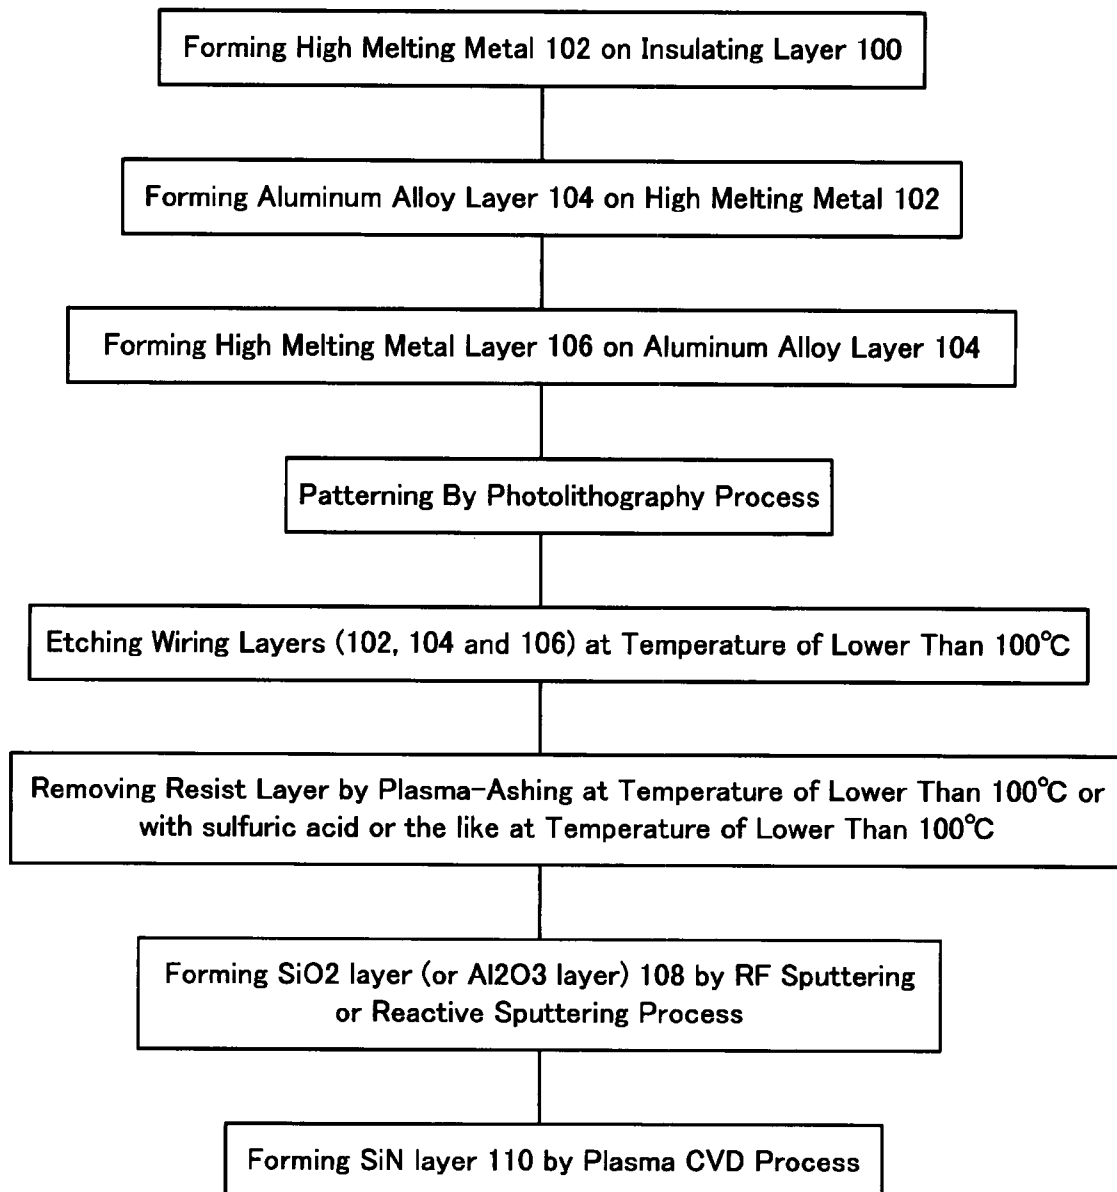 Forming High Melting Metal 102 on Insulating Layer 100
Forming Aluminum Alloy Layer 104 on High Melting Metal 102
Forming High Melting Metal Layer 106 on Aluminum Alloy Layer 104
Patterning By Photolithography Process
Etching Wiring Layers (102, 104 and 106) at Temperature of Lower Than 100℃
Removing Resist Layer by Plasma-Ashing at Temperature of Lower Than 100℃ or
with sulfuric acid or the like at Temperature of Lower Than 100℃
Forming SiO2 layer (or Al2O3 layer) 108 by RF Sputtering
or Reactive Sputtering Process
Forming SiN layer 110 by Plasma CVD Process